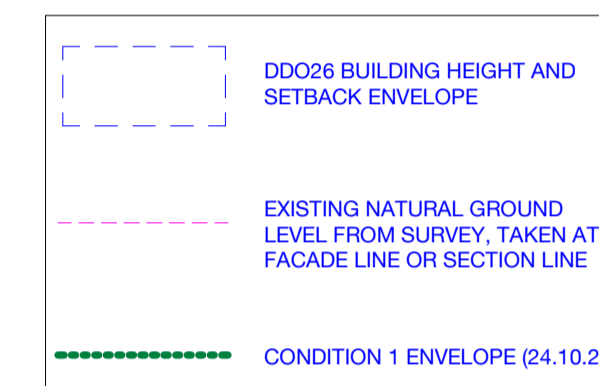 DDO26 BUILDING HEIGHT AND
SETBACK ENVELOPE
EXISTING NATURAL GROUND
LEVEL FROM SURVEY, TAKEN AT
FACADE LINE OR SECTION LINE
CONDITION 1 ENVELOPE (24.10.2